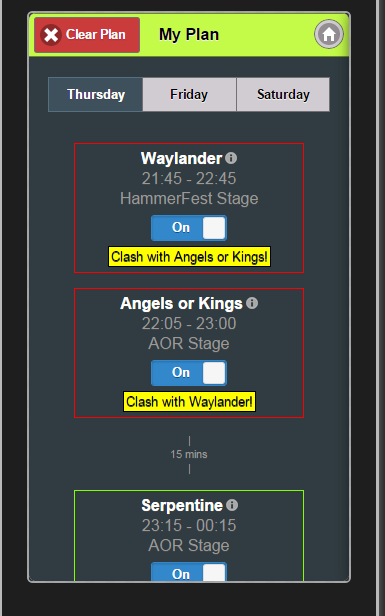 Clear Plan
My Plan
Thursday
Friday
Saturday
Waylander
21:45 - 22:45
HammerFest Stage
On
Clash with Angels or Kings!
Angels or Kings
22:05 - 23:00
AOR Stage
On
Clash with Waylander!
15 mins
Serpentine
23:15 - 00:15
AOR Stage
On